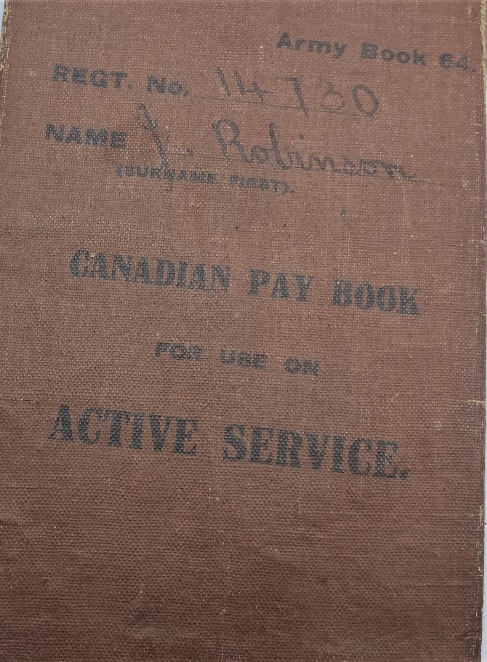 Army Book 64.
REGT. No. 14730
NAME J. Robinson
(SURNAME FIRST).
CANADIAN PAY BOOK
FOR USE ON
ACTIVE SERVICE.